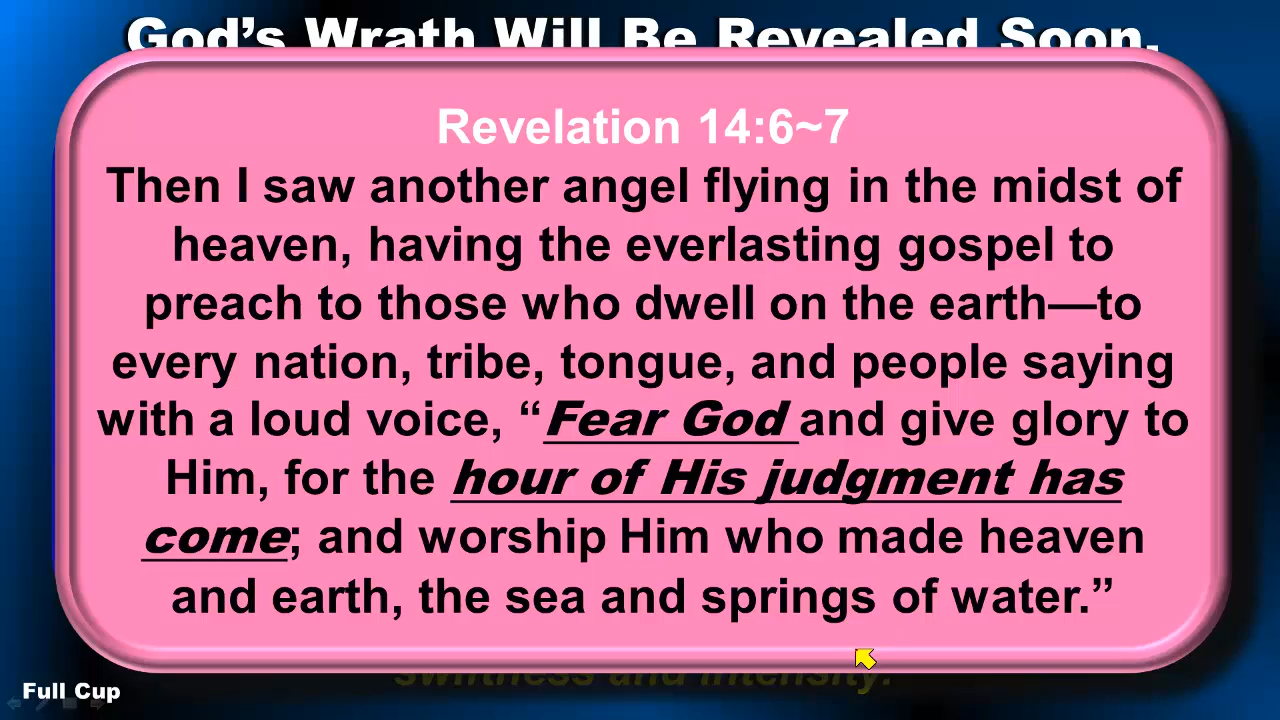 God's Wrath Will Be Revealed Soon.
Revelation 14:6~7
Then I saw another angel flying in the midst of
heaven, having the everlasting gospel to
preach to those who dwell on the earth—to
every nation, tribe, tongue, and people saying
with a loud voice, “Fear God and give glory to
Him, for the hour of His judgment has
come; and worship Him who made heaven
and earth, the sea and springs of water.”
swiftness and intensity.
Full Cup